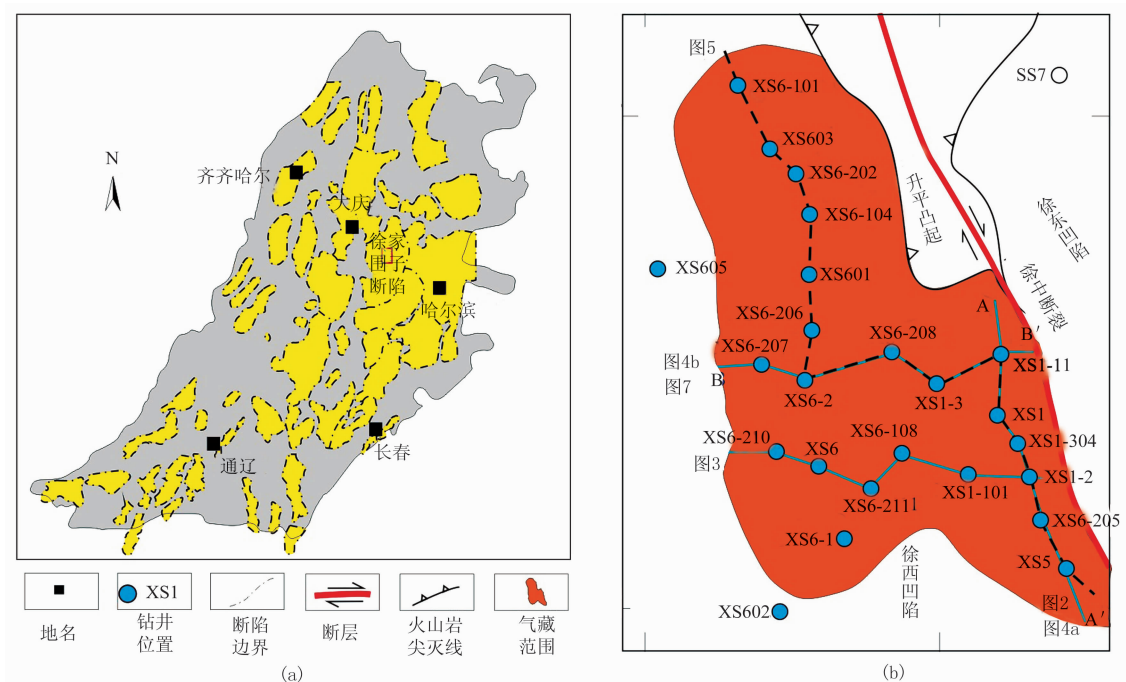 N
齐齐哈尔
大庆
徐家
围子
断陷
哈尔滨
通辽
长春
XS1
地名
钻井
位置
断陷
边界
断层
火山岩
尖灭线
气藏
范围
(a)
图5
XS6-101
XS603
XS6-202
XS6-104
XS601
XS605
XS6-206
XS6-207
XS6-208
图4b
B
图7
XS6-2
XS1-3
A
B′
XS1-11
XS1
XS1-304
XS1-2
XS6-210
图3
XS6
XS6-108
XS6-2111
XS1-101
XS6-205
XS6-1
XS5
XS602
图2
图4a
A′
SS7
升平凸起
徐东凹陷
徐中断裂
徐西凹陷
(b)